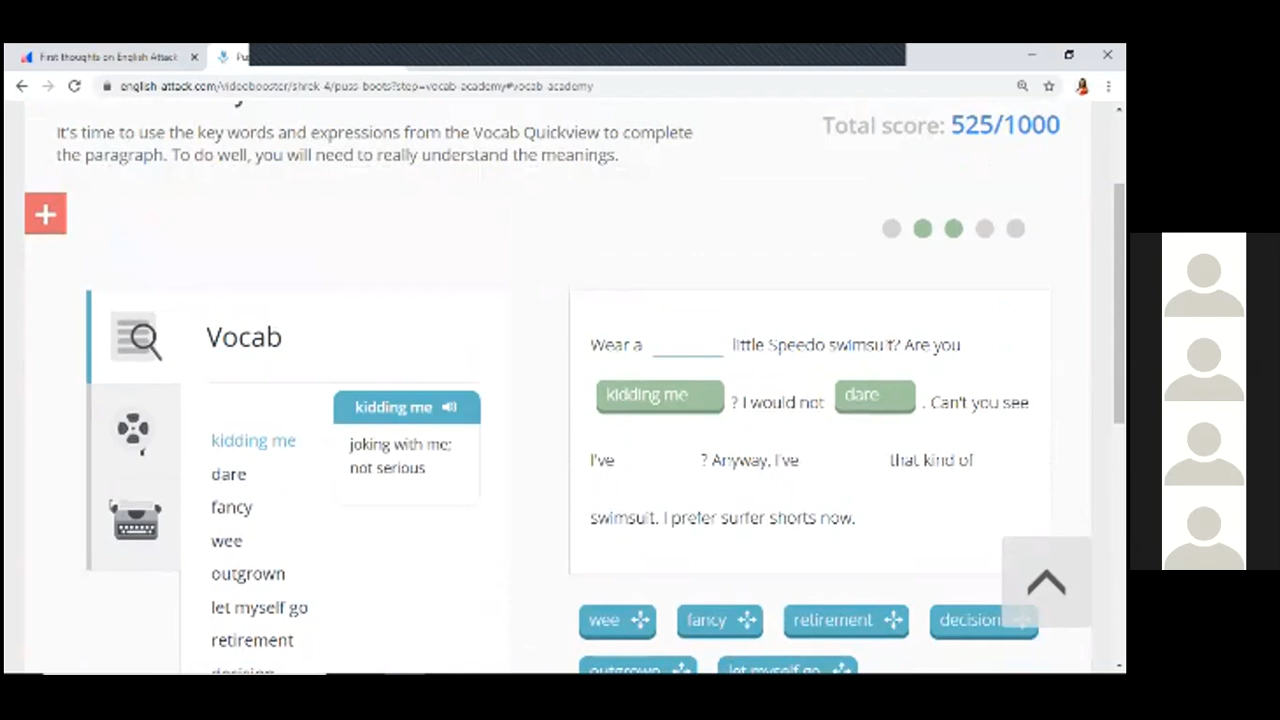 First thoughts on English Attack
Pu
english-attack.com/videobooster/shrek-4/puss-boots?step=vocab-academy#vocab-academy
It's time to use the key words and expressions from the Vocab Quickview to complete
the paragraph. To do well, you will need to really understand the meanings.
Total score: 525/1000
Vocab
kidding me
joking with me;
not serious
kidding me
dare
fancy
wee
outgrown
let myself go
retirement
decision
Wear a ________ little Speedo swimsuit? Are you
kidding me ? I would not dare . Can't you see
I've ? Anyway, I've that kind of
swimsuit. I prefer surfer shorts now.
wee fancy retirement decision
outgrown let myself go